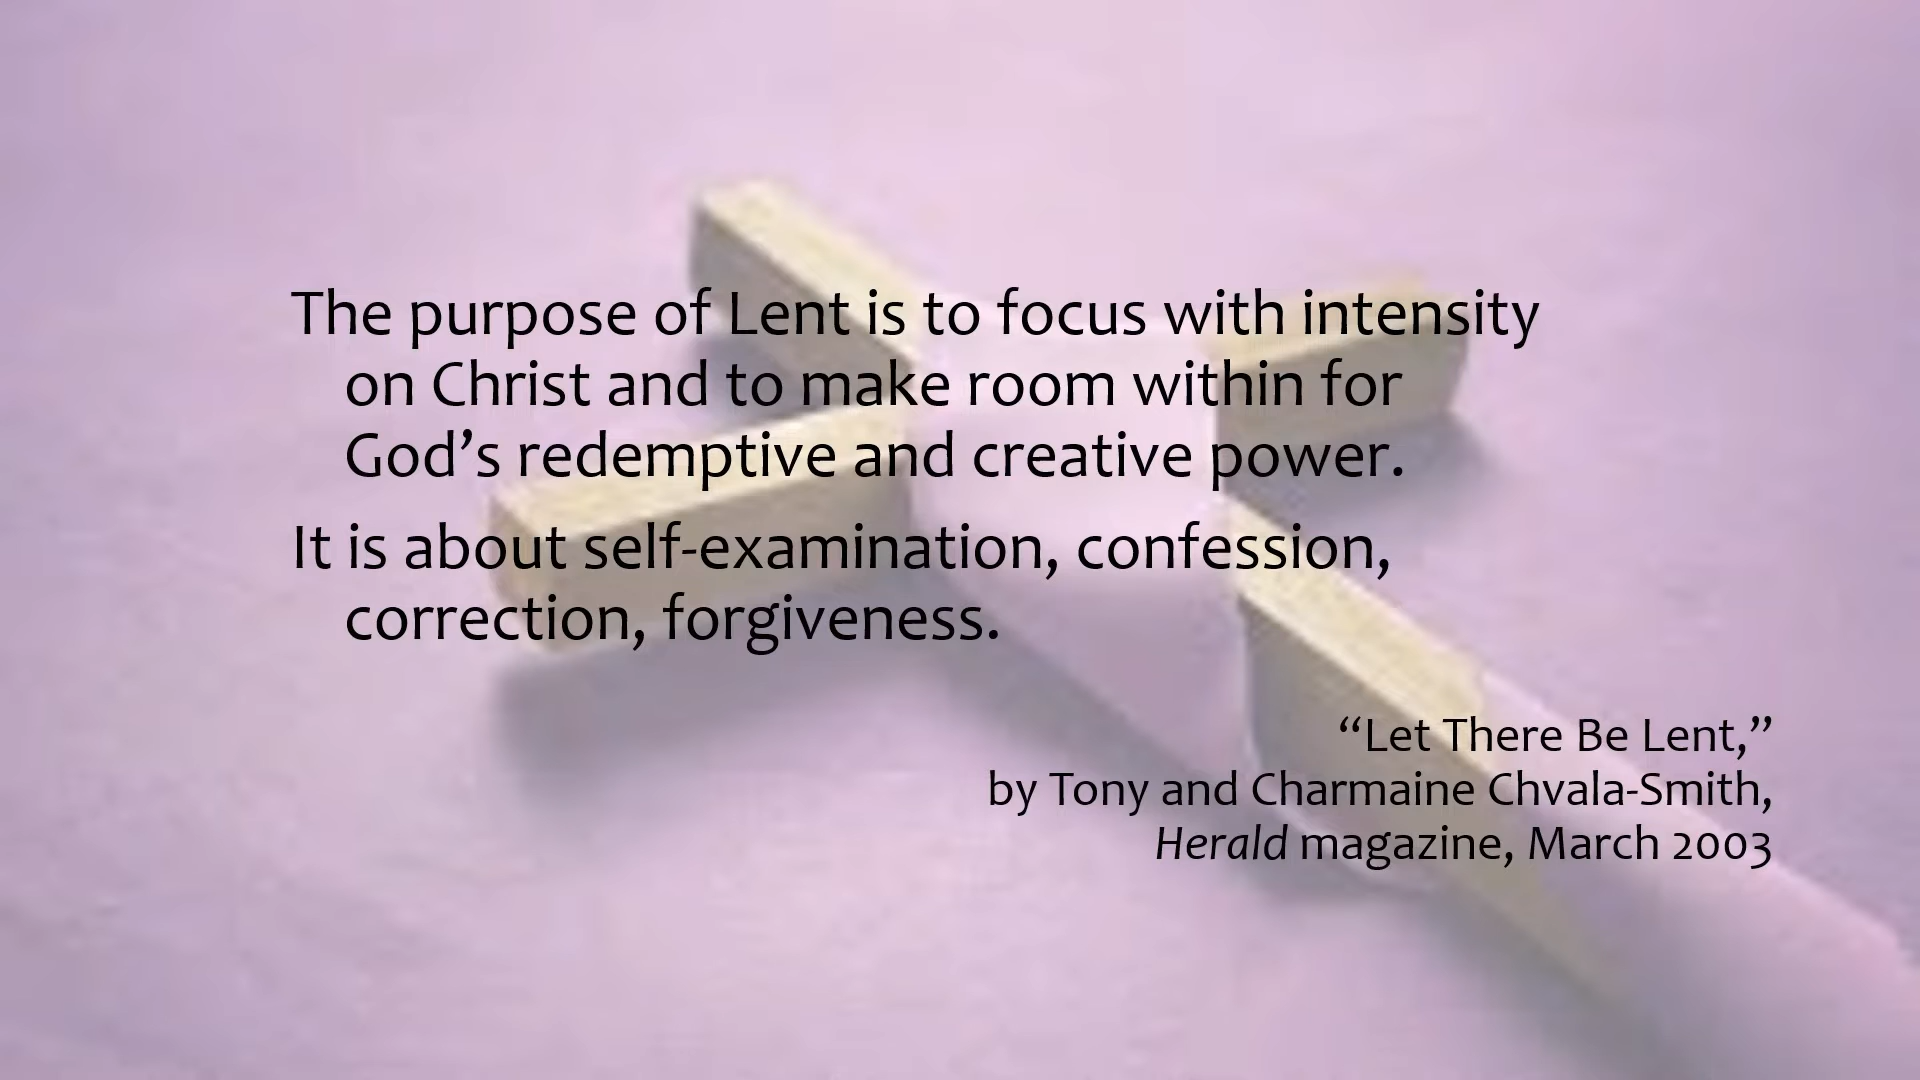 The purpose of Lent is to focus with intensity
on Christ and to make room within for
God’s redemptive and creative power.
It is about self-examination, confession,
correction, forgiveness.
“Let There Be Lent,”
by Tony and Charmaine Chvala-Smith,
Herald magazine, March 2003